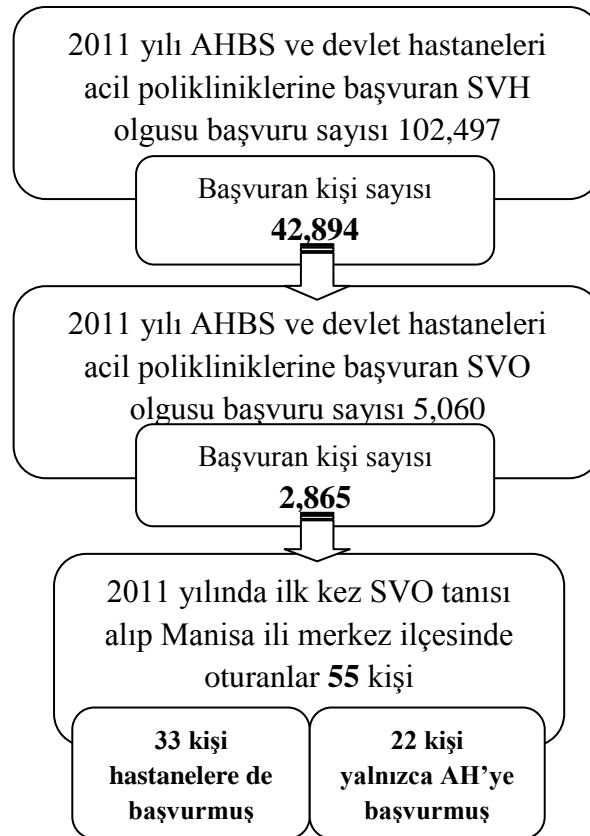 2011 yılı AHBS ve devlet hastaneleri
acil polikliniklerine başvuran SVH
olgusu başvuru sayısı 102,497
Başvuran kişi sayısı
42,894
2011 yılı AHBS ve devlet hastaneleri
acil polikliniklerine başvuran SVO
olgusu başvuru sayısı 5,060
Başvuran kişi sayısı
2,865
2011 yılında ilk kez SVO tanısı
alıp Manisa ili merkez ilçesinde
oturanlar 55 kişi
33 kişi
hastanelere de
başvurmuş
22 kişi
yalnızca AH’ye
başvurmuş